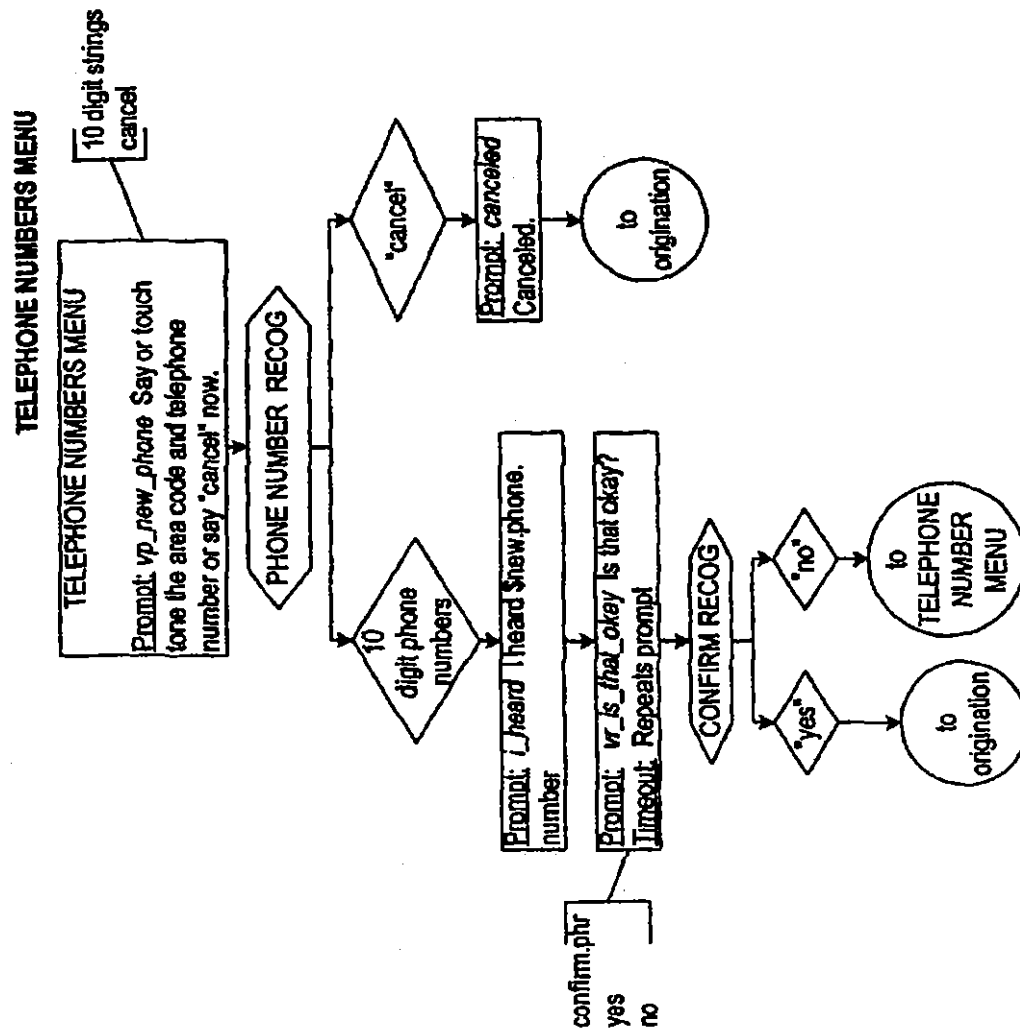 TELEPHONE NUMBERS MENU
10 digit strings
cancel
TELEPHONE NUMBERS MENU
Prompt: vp_new_phone Say or touch
tone the area code and telephone
number or say "cancel" now.
PHONE NUMBER RECOG
10
digit phone
numbers
"cancel"
Prompt: i_heard I heard $new.phone.
number
Prompt: canceled
Canceled.
to
origination
confirm.phr
yes
no
Prompt: vr_is_that_okay Is that okay?
Timeout: Repeats prompt
CONFIRM RECOG
"yes"
"no"
to
origination
to
TELEPHONE
NUMBER
MENU